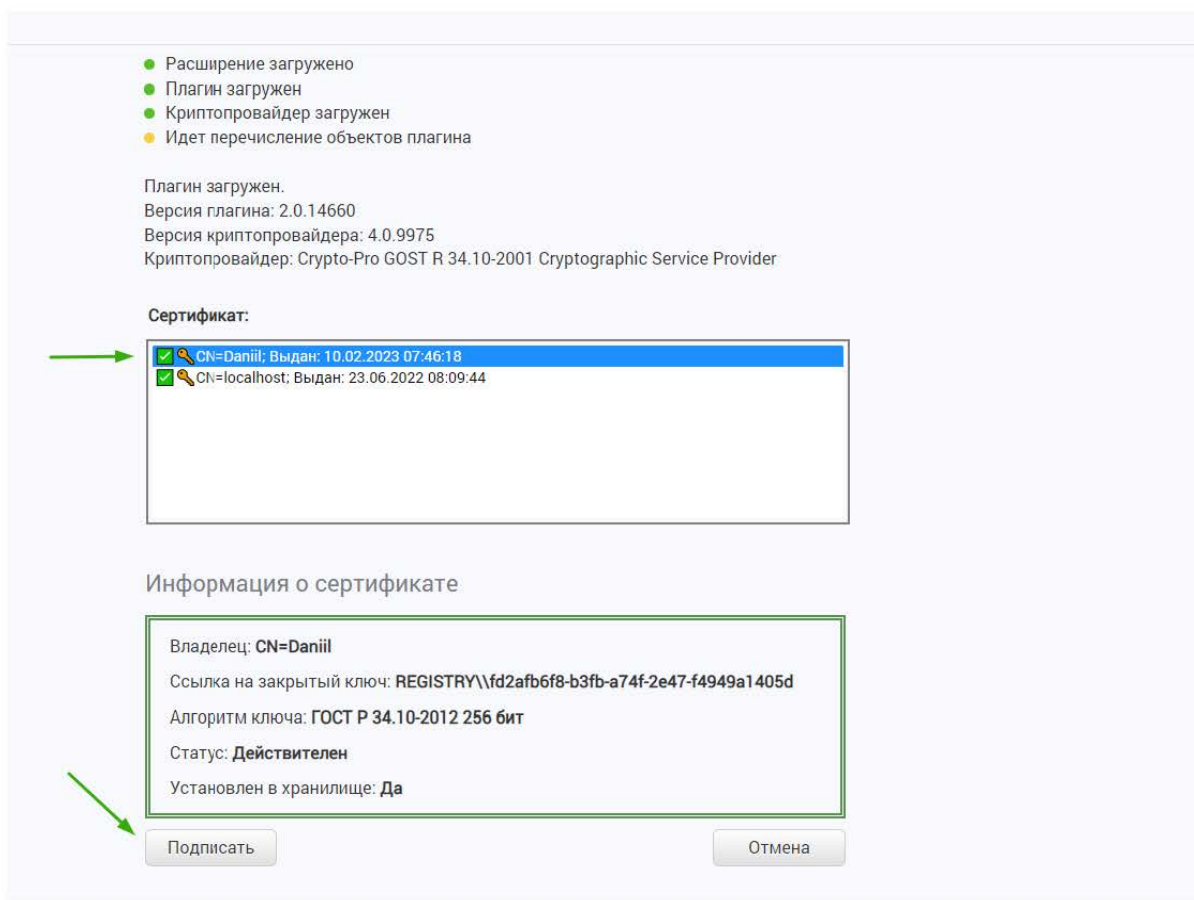 Расширение загружено
Плагин загружен
Криптопровайдер загружен
Идет перечисление объектов плагина
Плагин загружен.
Версия плагина: 2.0.14660
Версия криптопровайдера: 4.0.9975
Криптопровайдер: Crypto-Pro GOST R 34.10-2001 Cryptographic Service Provider
Сертификат:
CN=Daniil; Выдан: 10.02.2023 07:46:18
CN=localhost; Выдан: 23.06.2022 08:09:44
Информация о сертификате
Владелец: CN=Daniil
Ссылка на закрытый ключ: REGISTRY\\fd2afb6f8-b3fb-a74f-2e47-f4949a1405d
Алгоритм ключа: ГОСТ Р 34.10-2012 256 бит
Статус: Действителен
Установлен в хранилище: Да
Подписать Отмена